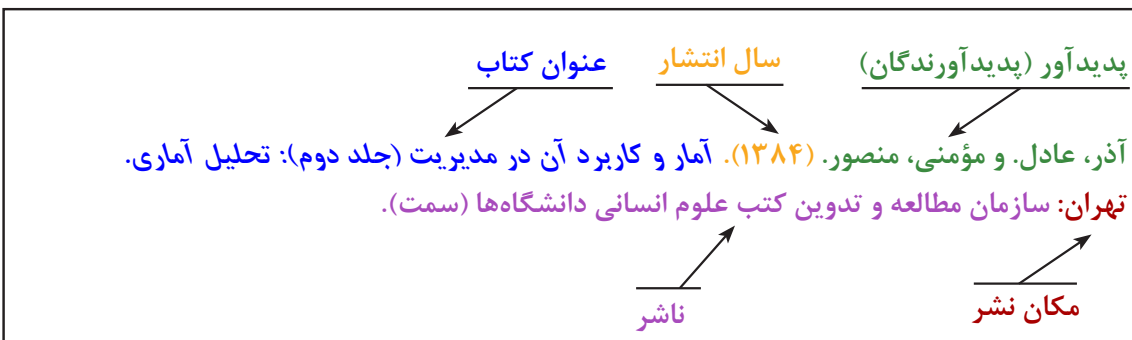 پدیدآور (پدیدآورندگان) سال انتشار عنوان کتاب
آذر، عادل. و مؤمنی، منصور. (۱۳۸۴). آمار و کاربرد آن در مدیریت (جلد دوم): تحلیل آماری.
تهران: سازمان مطالعه و تدوین کتب علوم انسانی دانشگاه‌ها (سمت).
مکان نشر ناشر